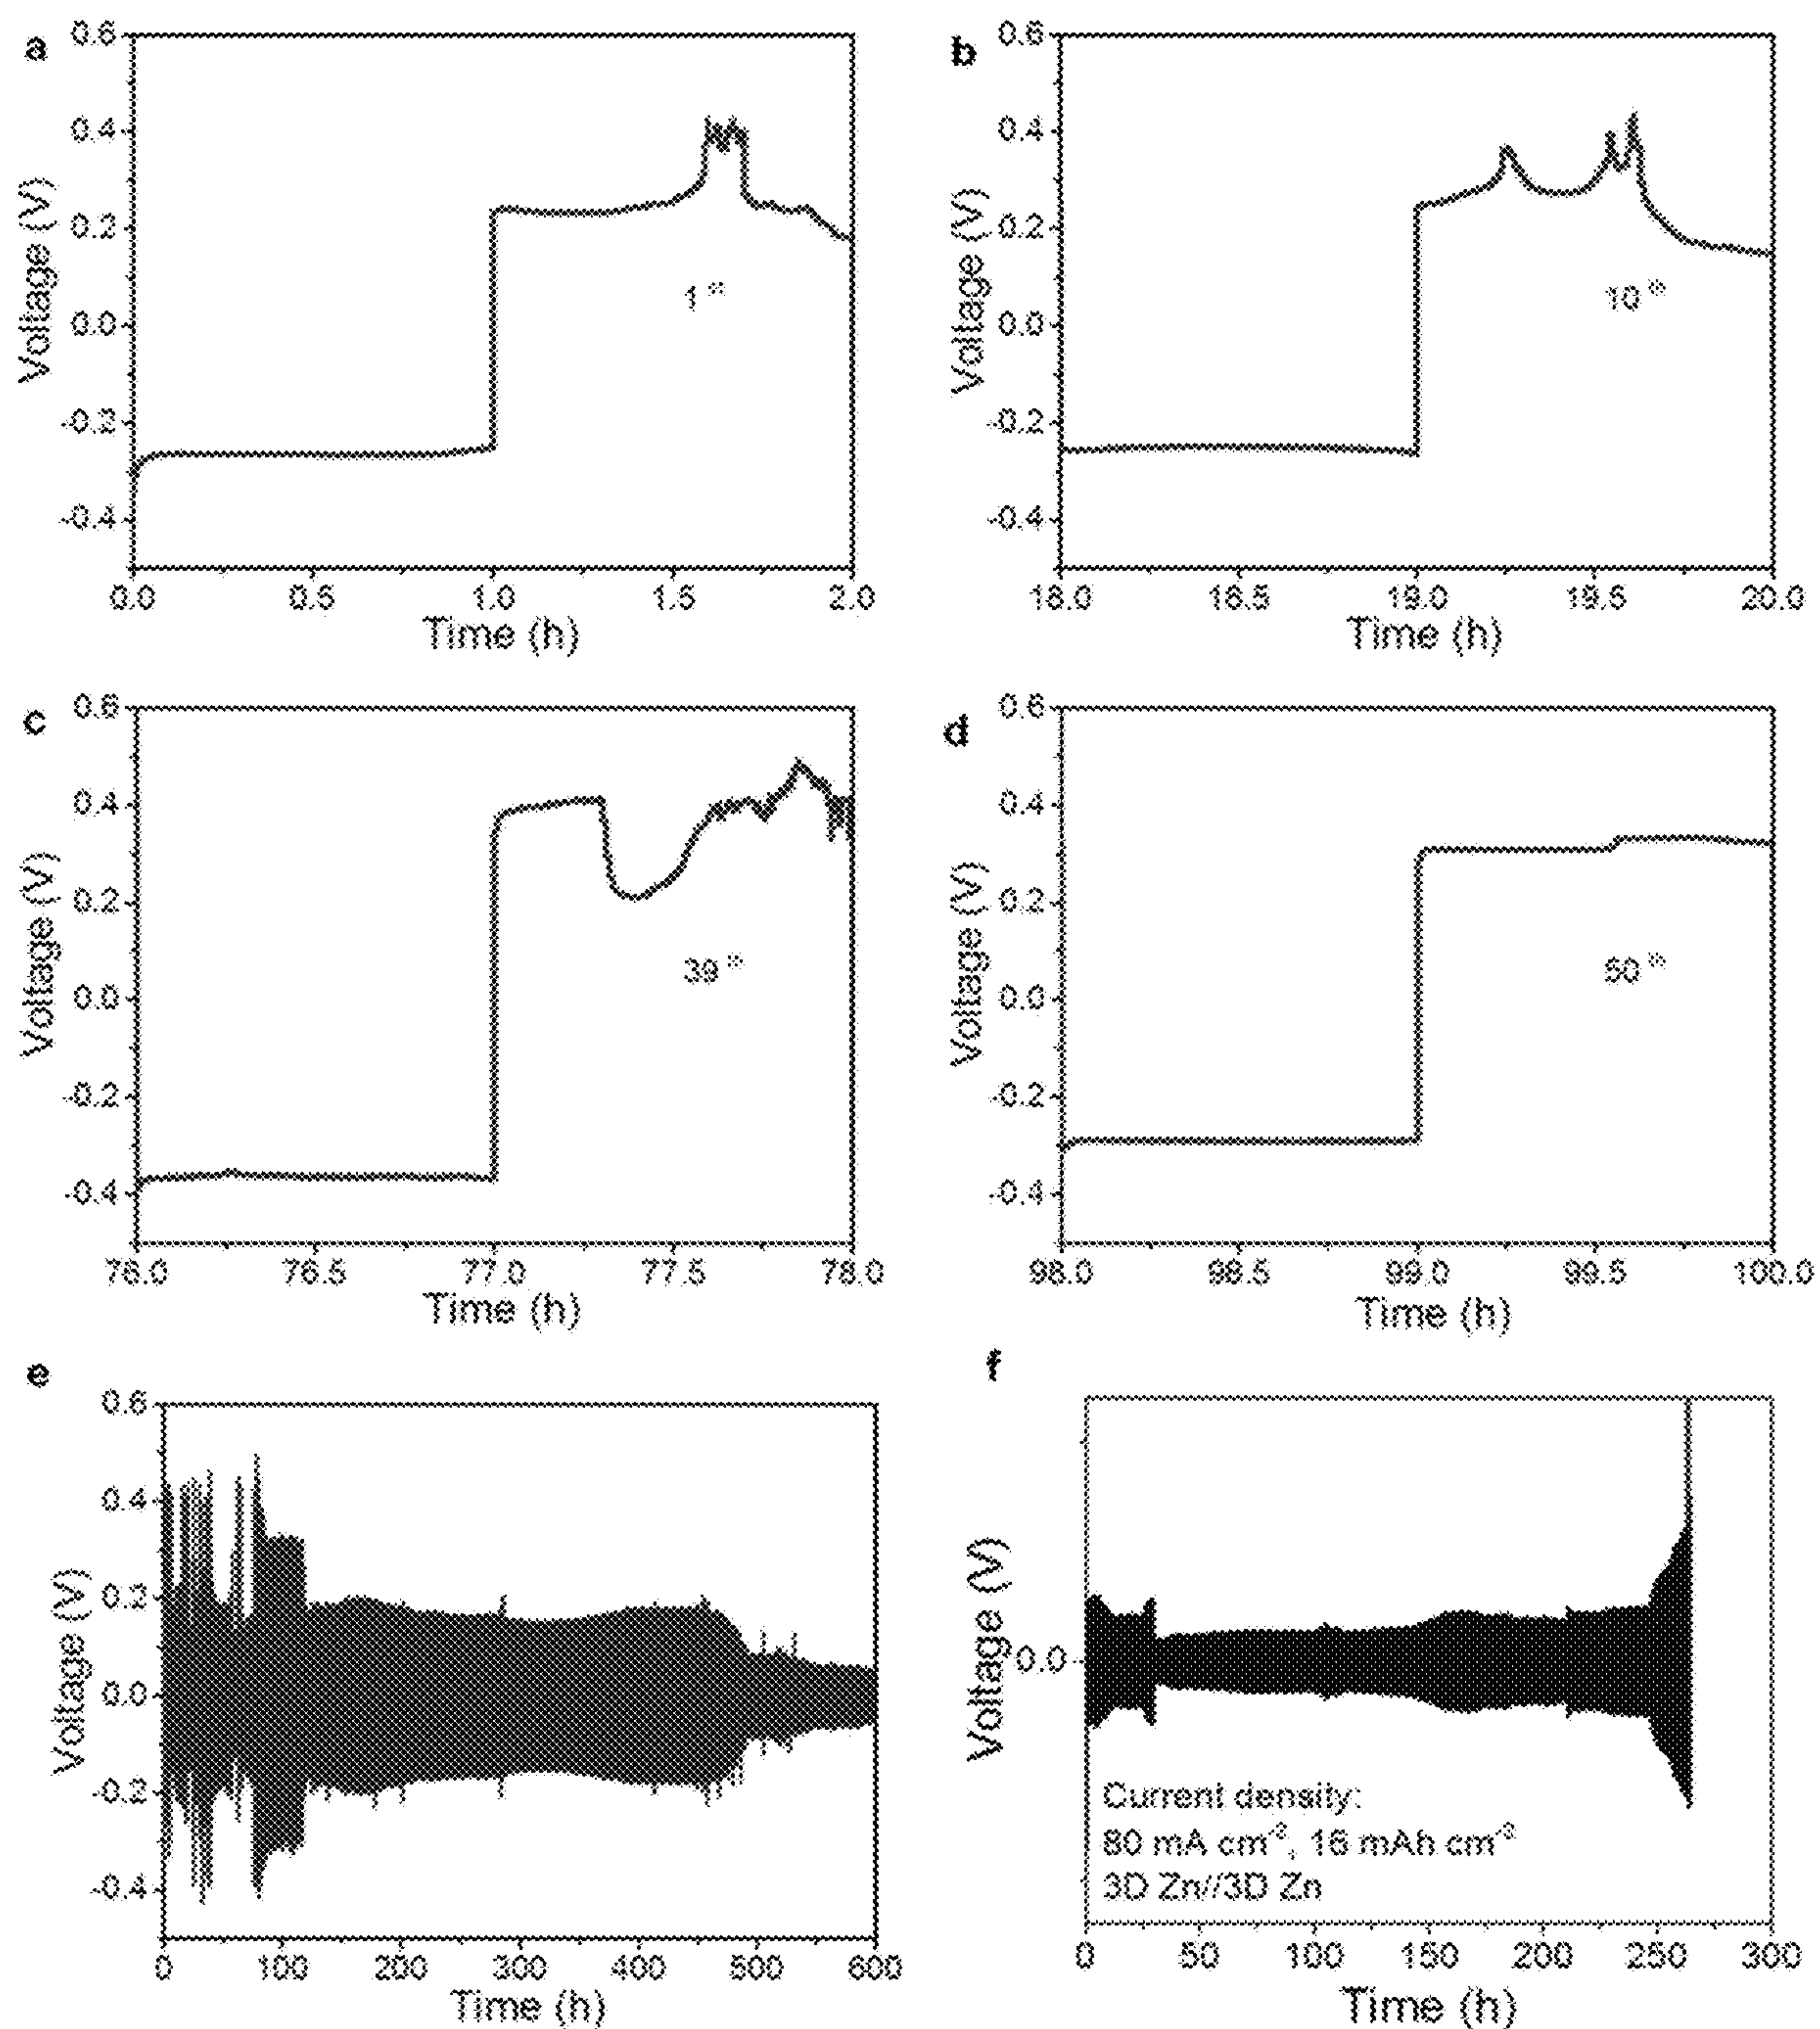 a
0.6
0.4
0.2
0.0
-0.2
-0.4
Voltage (V)
1
0.0 0.5 1.0 1.5 2.0
Time (h)
b
0.6
0.4
0.2
0.0
-0.2
-0.4
Voltage (V)
10
18.0 18.5 19.0 19.5 20.0
Time (h)
c
0.6
0.4
0.2
0.0
-0.2
-0.4
Voltage (V)
39
76.0 76.5 77.0 77.5 78.0
Time (h)
d
0.6
0.4
0.2
0.0
-0.2
-0.4
Voltage (V)
50
98.0 98.5 99.0 99.5 100.0
Time (h)
e
0.6
0.4
0.2
0.0
-0.2
-0.4
Voltage (V)
0 100 200 300 400 500 600
Time (h)
f
Voltage (V)
0.0
Current density:
80 mA cm⁻², 16 mAh cm⁻²
3D Zn//3D Zn
0 50 100 150 200 250 300
Time (h)